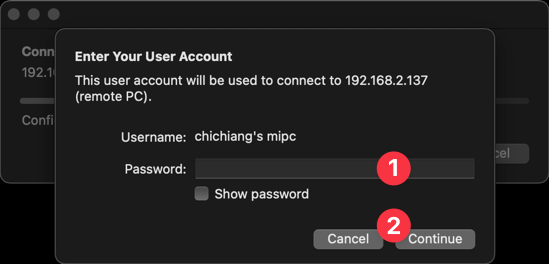 Conn
192.16
Confi
cel
Enter Your User Account
This user account will be used to connect to 192.168.2.137
(remote PC).
Username: chichiang's mipc
Password:
1
Show password
2
Cancel
Continue